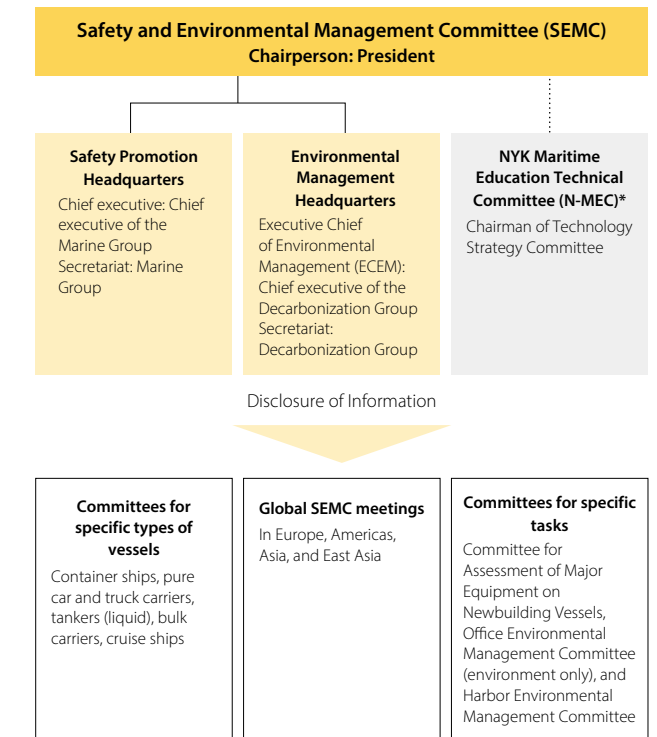 Safety and Environmental Management Committee (SEMC)
Chairperson: President
Safety Promotion
Headquarters
Chief executive: Chief
executive of the
Marine Group
Secretariat: Marine
Group
Environmental
Management
Headquarters
Executive Chief
of Environmental
Management (ECEM):
Chief executive of the
Decarbonization Group
Secretariat:
Decarbonization Group
NYK Maritime
Education Technical
Committee (N-MEC)*
Chairman of Technology
Strategy Committee
Disclosure of Information
Committees for
specific types of
vessels
Container ships, pure
car and truck carriers,
tankers (liquid), bulk
carriers, cruise ships
Global SEMC meetings
In Europe, Americas,
Asia, and East Asia
Committees for specific
tasks
Committee for
Assessment of Major
Equipment on
Newbuilding Vessels,
Office Environmental
Management Committee
(environment only), and
Harbor Environmental
Management Committee